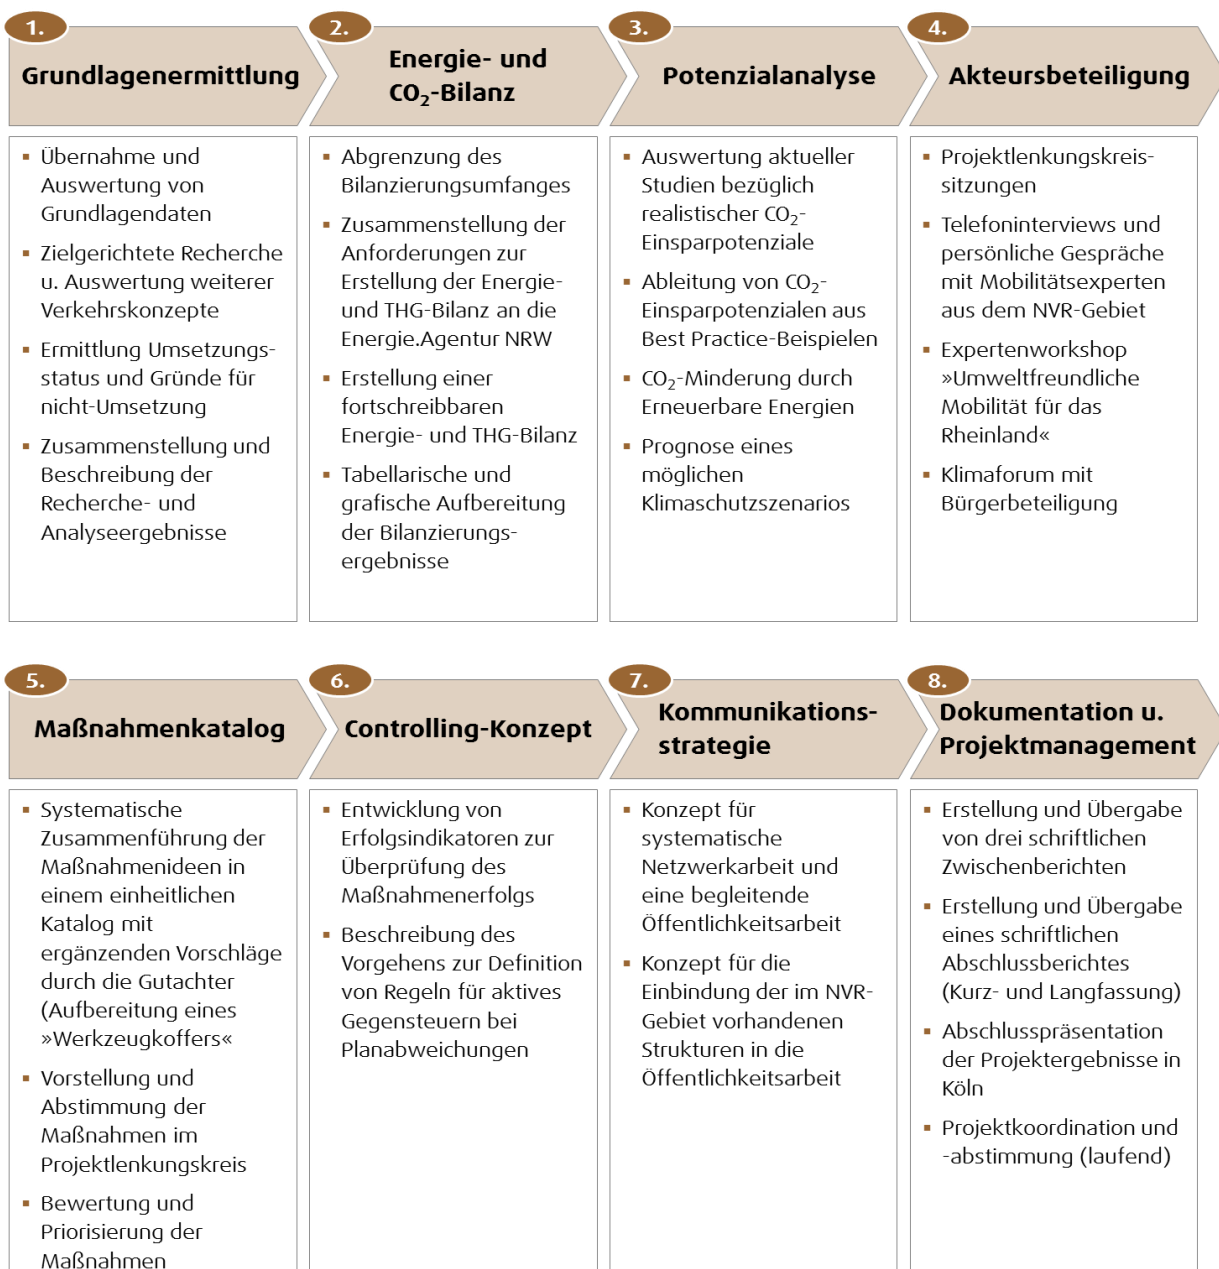 1.
Grundlagenermittlung
▪ Übernahme und
Auswertung von
Grundlagendaten
▪ Zielgerichtete Recherche
u. Auswertung weiterer
Verkehrskonzepte
▪ Ermittlung Umsetzungs-
status und Gründe für
nicht-Umsetzung
▪ Zusammenstellung und
Beschreibung der
Recherche- und
Analyseergebnisse
2.
Energie- und
CO₂-Bilanz
▪ Abgrenzung des
Bilanzierungsumfanges
▪ Zusammenstellung der
Anforderungen zur
Erstellung der Energie-
und THG-Bilanz an die
Energie.Agentur NRW
▪ Erstellung einer
fortschreibbaren
Energie- und THG-Bilanz
▪ Tabellarische und
grafische Aufbereitung
der Bilanzierungs-
ergebnisse
3.
Potenzialanalyse
▪ Auswertung aktueller
Studien bezüglich
realistischer CO₂-
Einsparpotenziale
▪ Ableitung von CO₂-
Einsparpotenzialen aus
Best Practice-Beispielen
▪ CO₂-Minderung durch
Erneuerbare Energien
▪ Prognose eines
möglichen
Klimaschutzszenarios
4.
Akteursbeteiligung
▪ Projektlenkungskreis-
sitzungen
▪ Telefoninterviews und
persönliche Gespräche
mit Mobilitätsexperten
aus dem NVR-Gebiet
▪ Expertenworkshop
»Umweltfreundliche
Mobilität für das
Rheinland«
▪ Klimaforum mit
Bürgerbeteiligung
5.
Maßnahmenkatalog
▪ Systematische
Zusammenführung der
Maßnahmenideen in
einem einheitlichen
Katalog mit
ergänzenden Vorschläge
durch die Gutachter
(Aufbereitung eines
»Werkzeugkoffers«
▪ Vorstellung und
Abstimmung der
Maßnahmen im
Projektlenkungskreis
▪ Bewertung und
Priorisierung der
Maßnahmen
6.
Controlling-Konzept
▪ Entwicklung von
Erfolgsindikatoren zur
Überprüfung des
Maßnahmenerfolgs
▪ Beschreibung des
Vorgehens zur Definition
von Regeln für aktives
Gegensteuern bei
Planabweichungen
7.
Kommunikations-
strategie
▪ Konzept für
systematische
Netzwerkarbeit und
eine begleitende
Öffentlichkeitsarbeit
▪ Konzept für die
Einbindung der im NVR-
Gebiet vorhandenen
Strukturen in die
Öffentlichkeitsarbeit
8.
Dokumentation u.
Projektmanagement
▪ Erstellung und Übergabe
von drei schriftlichen
Zwischenberichten
▪ Erstellung und Übergabe
eines schriftlichen
Abschlussberichtes
(Kurz- und Langfassung)
▪ Abschlusspräsentation
der Projektergebnisse in
Köln
▪ Projektkoordination und
-abstimmung (laufend)